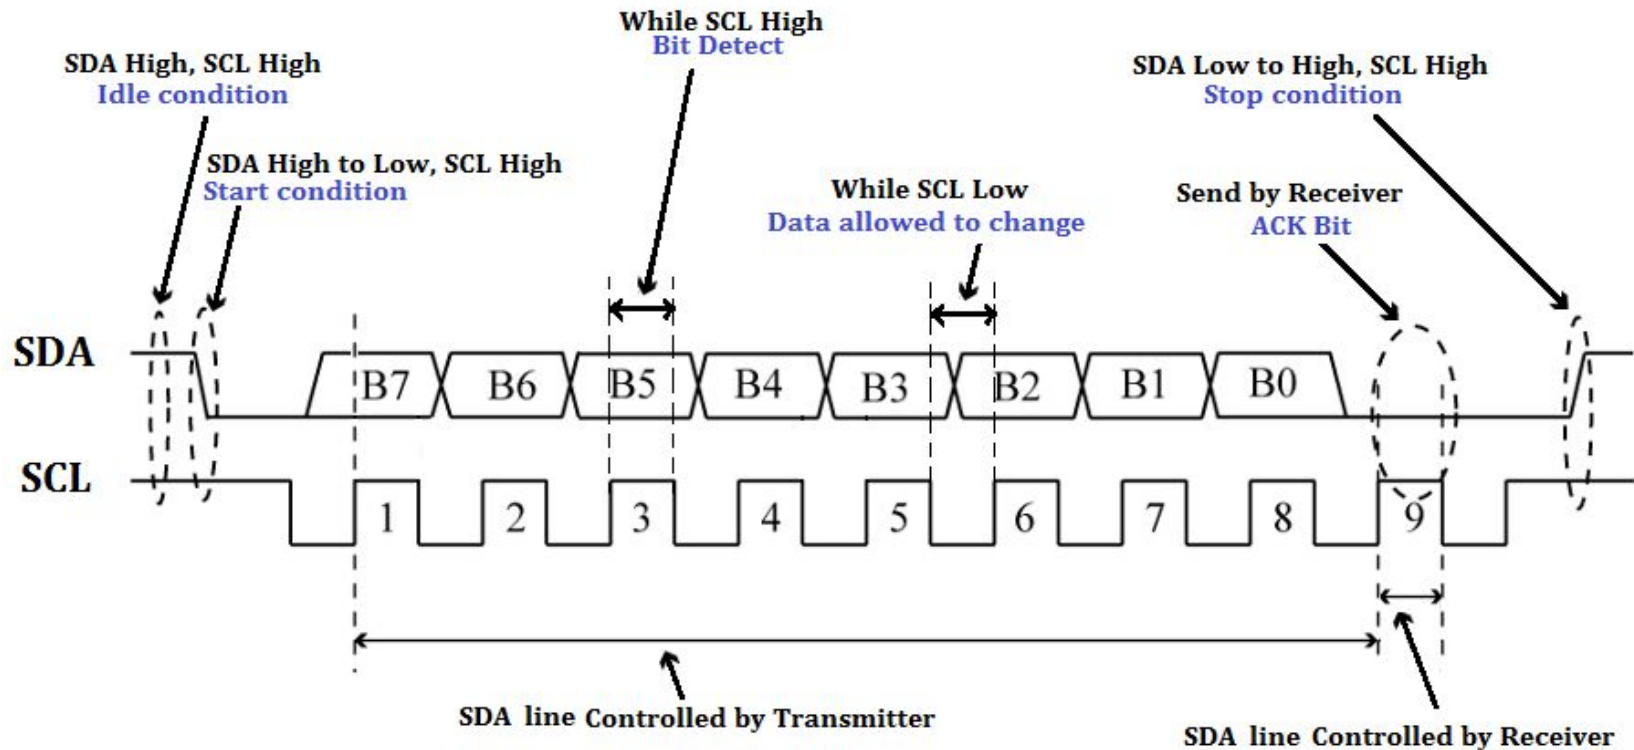 While SCL High
Bit Detect
SDA High, SCL High
Idle condition
SDA Low to High, SCL High
Stop condition
SDA High to Low, SCL High
Start condition
While SCL Low
Data allowed to change
Send by Receiver
ACK Bit
SDA
B7 B6 B5 B4 B3 B2 B1 B0
SCL
1 2 3 4 5 6 7 8 9
SDA line Controlled by Transmitter
SDA line Controlled by Receiver